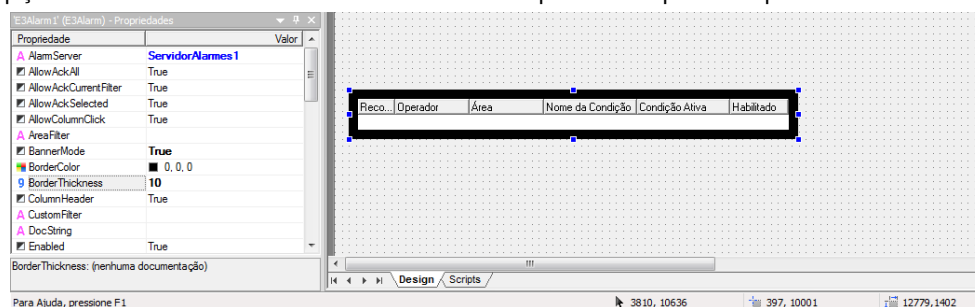 'E3Alarm1' (E3Alarm) - Propriedades
Propriedade Valor
AlarmServer ServidorAlarmes1
AllowAckAll True
AllowAckCurrentFilter True
AllowAckSelected True
AllowColumnClick True
AreaFilter
BannerMode True
BorderColor 0, 0, 0
BorderThickness 10
ColumnHeader True
CustomFilter
DocString
Enabled True
BorderThickness: (nenhuma documentação)
Reco... Operador Área Nome da Condição Condição Ativa Habilitado
Design Scripts
Para Ajuda, pressione F1 3810, 10636 397, 10001 12779,1402